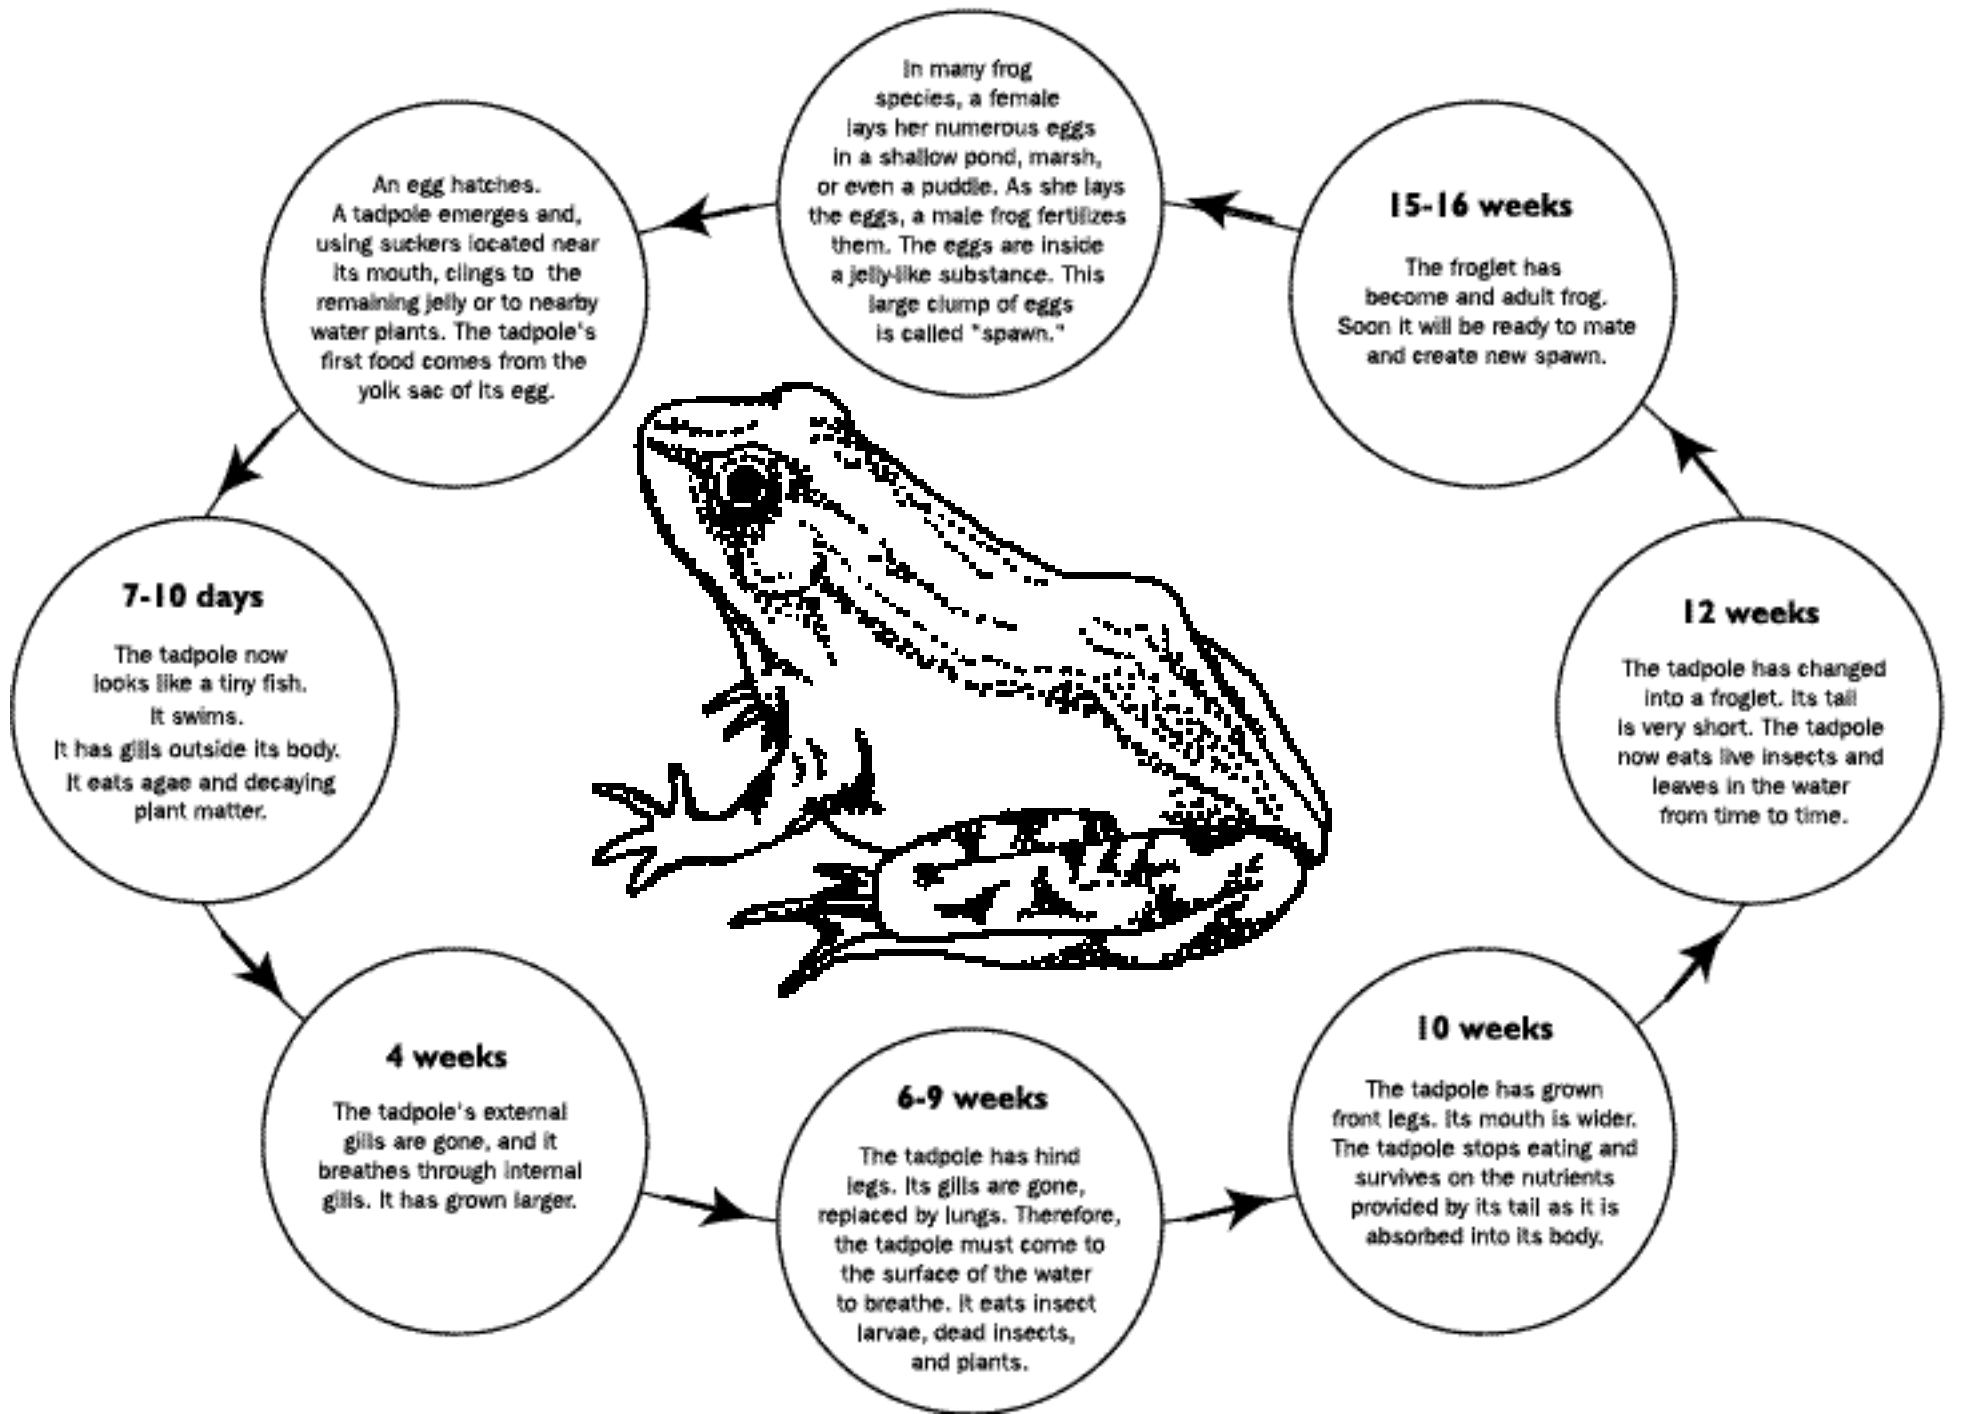 In many frog
species, a female
lays her numerous eggs
in a shallow pond, marsh,
or even a puddle. As she lays
the eggs, a male frog fertilizes
them. The eggs are inside
a jelly-like substance. This
large clump of eggs
is called "spawn."
An egg hatches.
A tadpole emerges and,
using suckers located near
its mouth, clings to the
remaining jelly or to nearby
water plants. The tadpole's
first food comes from the
yolk sac of its egg.
7-10 days
The tadpole now
looks like a tiny fish.
It swims.
It has gills outside its body.
It eats agae and decaying
plant matter.
4 weeks
The tadpole's external
gills are gone, and it
breathes through internal
gills. It has grown larger.
6-9 weeks
The tadpole has hind
legs. Its gills are gone,
replaced by lungs. Therefore,
the tadpole must come to
the surface of the water
to breathe. It eats insect
larvae, dead insects,
and plants.
10 weeks
The tadpole has grown
front legs. Its mouth is wider.
The tadpole stops eating and
survives on the nutrients
provided by its tail as it is
absorbed into its body.
12 weeks
The tadpole has changed
into a froglet. Its tail
is very short. The tadpole
now eats live insects and
leaves in the water
from time to time.
15-16 weeks
The froglet has
become and adult frog.
Soon it will be ready to mate
and create new spawn.